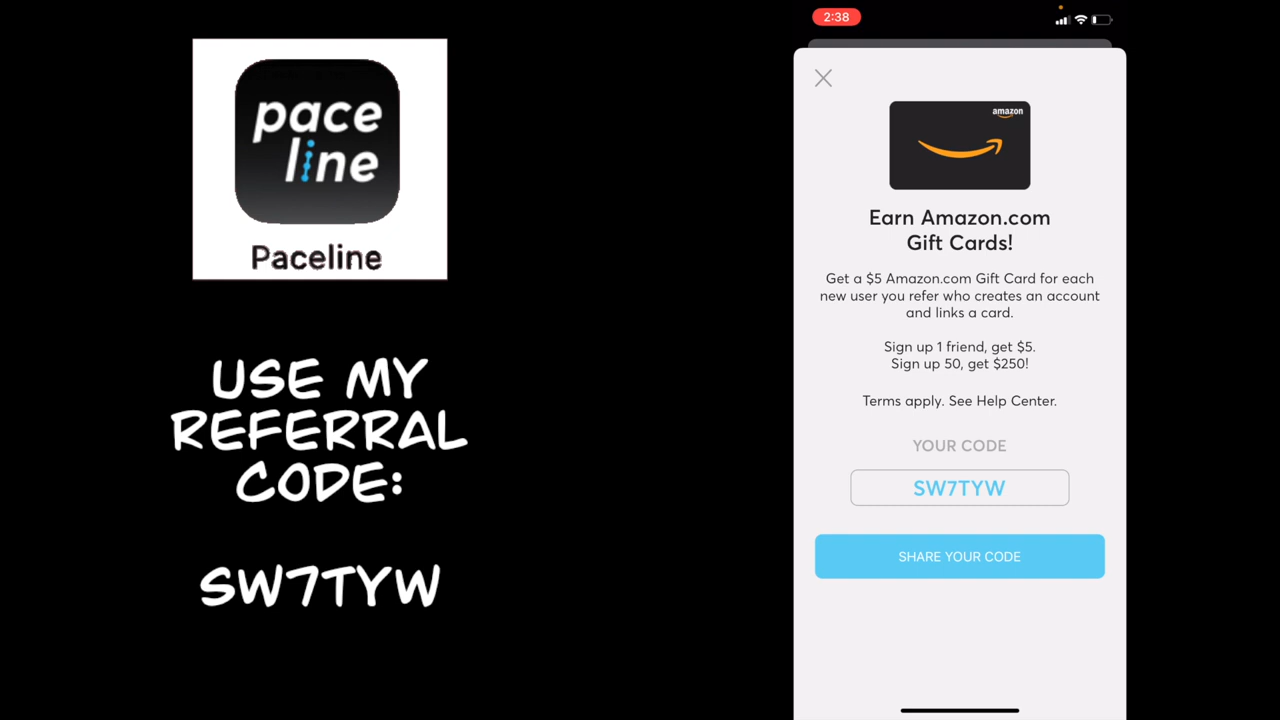 pace
line
Paceline
USE MY
REFERRAL
CODE:
SW7TYW
2:38
amazon
Earn Amazon.com
Gift Cards!
Get a $5 Amazon.com Gift Card for each
new user you refer who creates an account
and links a card.
Sign up 1 friend, get $5.
Sign up 50, get $250!
Terms apply. See Help Center.
YOUR CODE
SW7TYW
SHARE YOUR CODE